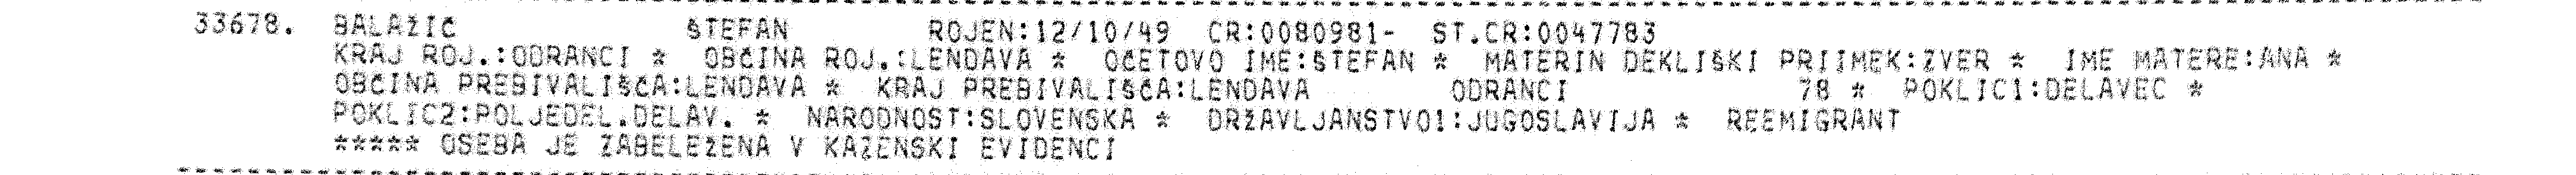 33678. BALAŽIČ ŠTEFAN ROJEN:12/10/49 CR:0080981- ST.CR:0047783
KRAJ ROJ.:ODRANCI * OBČINA ROJ.:LENDAVA * OČETOVO IME:ŠTEFAN * MATERIN DEKLIŠKI PRIIMEK:ZVER * IME MATERE:ANA *
OBČINA PREBIVALIŠČA:LENDAVA * KRAJ PREBIVALIŠČA:LENDAVA ODRANCI 78 * POKLIC1:DELAVEC *
POKLIC2:POLJEDEL.DELAV. * NARODNOST:SLOVENSKA * DRŽAVLJANSTVO1:JUGOSLAVIJA * REEMIGRANT
***** OSEBA JE ZABELEŽENA V KAZENSKI EVIDENCI